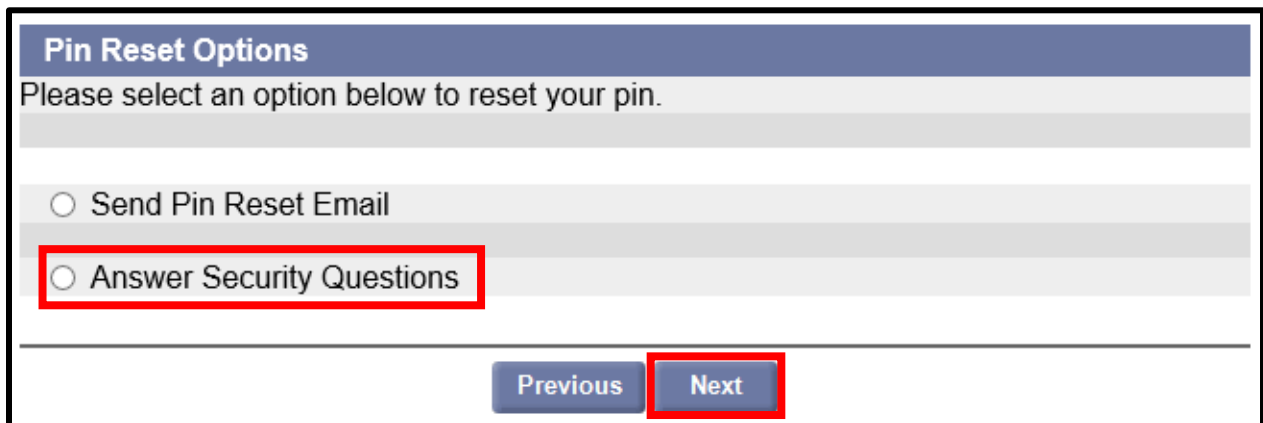 Pin Reset Options
Please select an option below to reset your pin.
Send Pin Reset Email
Answer Security Questions
Previous Next